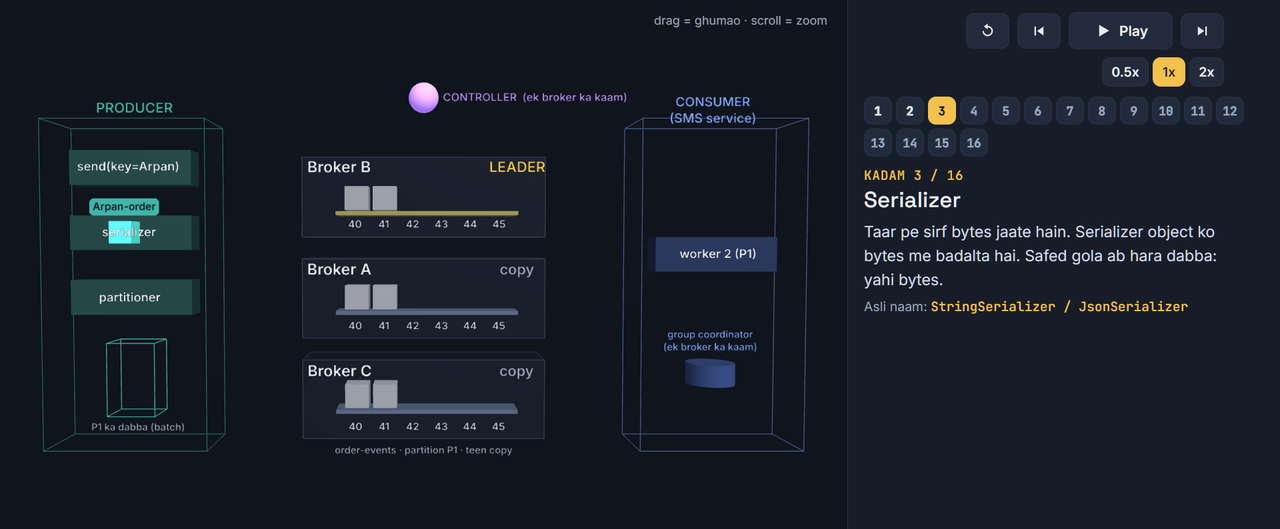 drag = ghumao · scroll = zoom
CONTROLLER (ek broker ka kaam)
PRODUCER
send(key=Arpan)
Arpan-order
serializer
partitioner
P1 ka dabba (batch)
Broker B LEADER
40 41 42 43 44 45
Broker A copy
40 41 42 43 44 45
Broker C copy
40 41 42 43 44 45
order-events · partition P1 · teen copy
CONSUMER
(SMS service)
worker 2 (P1)
group coordinator
(ek broker ka kaam)
Play
0.5x 1x 2x
1 2 3 4 5 6 7 8 9 10 11 12
13 14 15 16
KADAM 3 / 16
Serializer
Taar pe sirf bytes jaate hain. Serializer object ko
bytes me badalta hai. Safed gola ab hara dabba:
yahi bytes.
Asli naam: StringSerializer / JsonSerializer